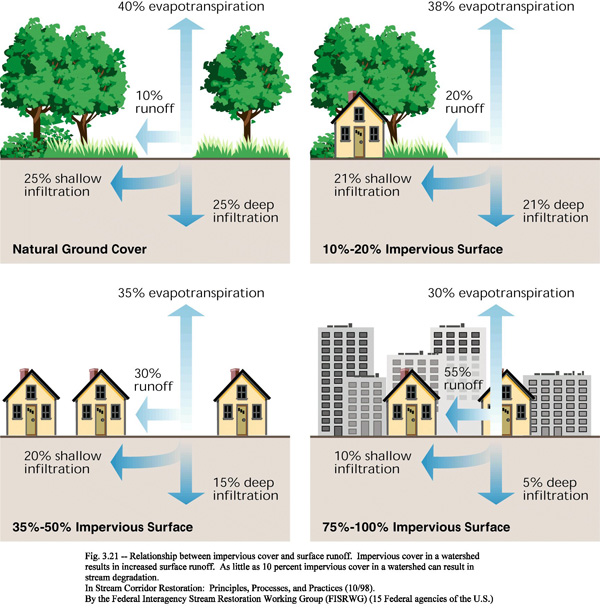 40% evapotranspiration
10%
runoff
25% shallow
infiltration
25% deep
infiltration
Natural Ground Cover
38% evapotranspiration
20%
runoff
21% shallow
infiltration
21% deep
infiltration
10%-20% Impervious Surface
35% evapotranspiration
30%
runoff
20% shallow
infiltration
15% deep
infiltration
35%-50% Impervious Surface
30% evapotranspiration
55%
runoff
10% shallow
infiltration
5% deep
infiltration
75%-100% Impervious Surface
Fig. 3.21 -- Relationship between impervious cover and surface runoff. Impervious cover in a watershed
results in increased surface runoff. As little as 10 percent impervious cover in a watershed can result in
stream degradation.
In Stream Corridor Restoration: Principles, Processes, and Practices (10/98).
By the Federal Interagency Stream Restoration Working Group (FISRWG) (15 Federal agencies of the U.S.)